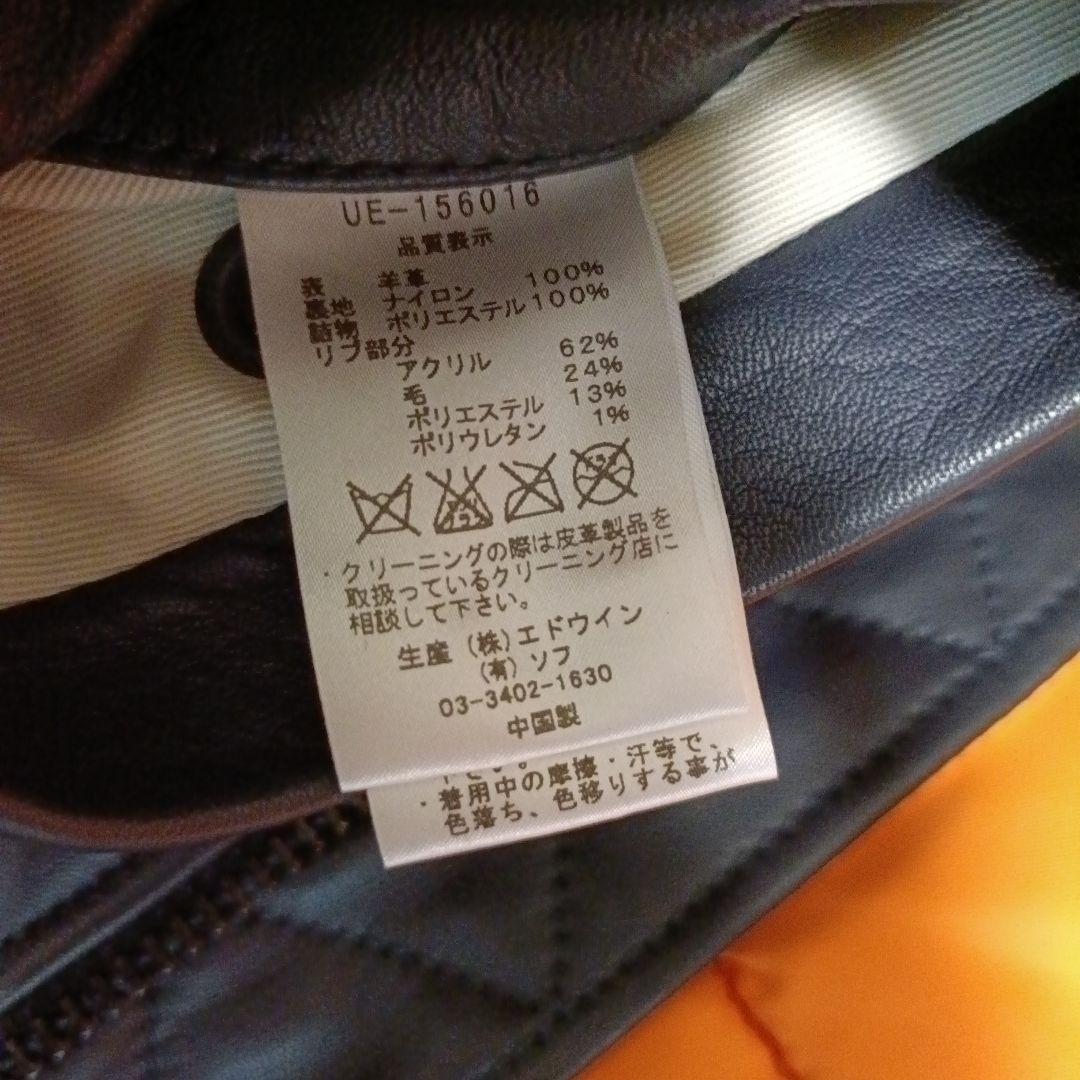 UE-156016
品質表示
表 羊革 100%
裏地 ナイロン 100%
詰物 ポリエステル100%
リブ部分
アクリル 62%
毛 24%
ポリエステル 13%
ポリウレタン 1%
・クリーニングの際は皮革製品を
取扱っているクリーニング店に
相談して下さい。
生産 (株)エドウイン
(有)ソフ
03-3402-1630
中国製
下さい。
・着用中の摩擦・汗等で、
色落ち、色移りする事が